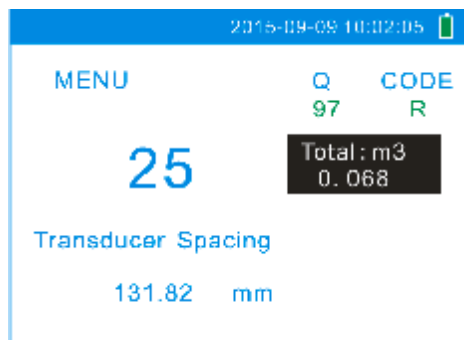 2015-09-09 10:02:05
MENU Q CODE
97 R
25
Total:m3
0.068
Transducer Spacing
131.82 mm